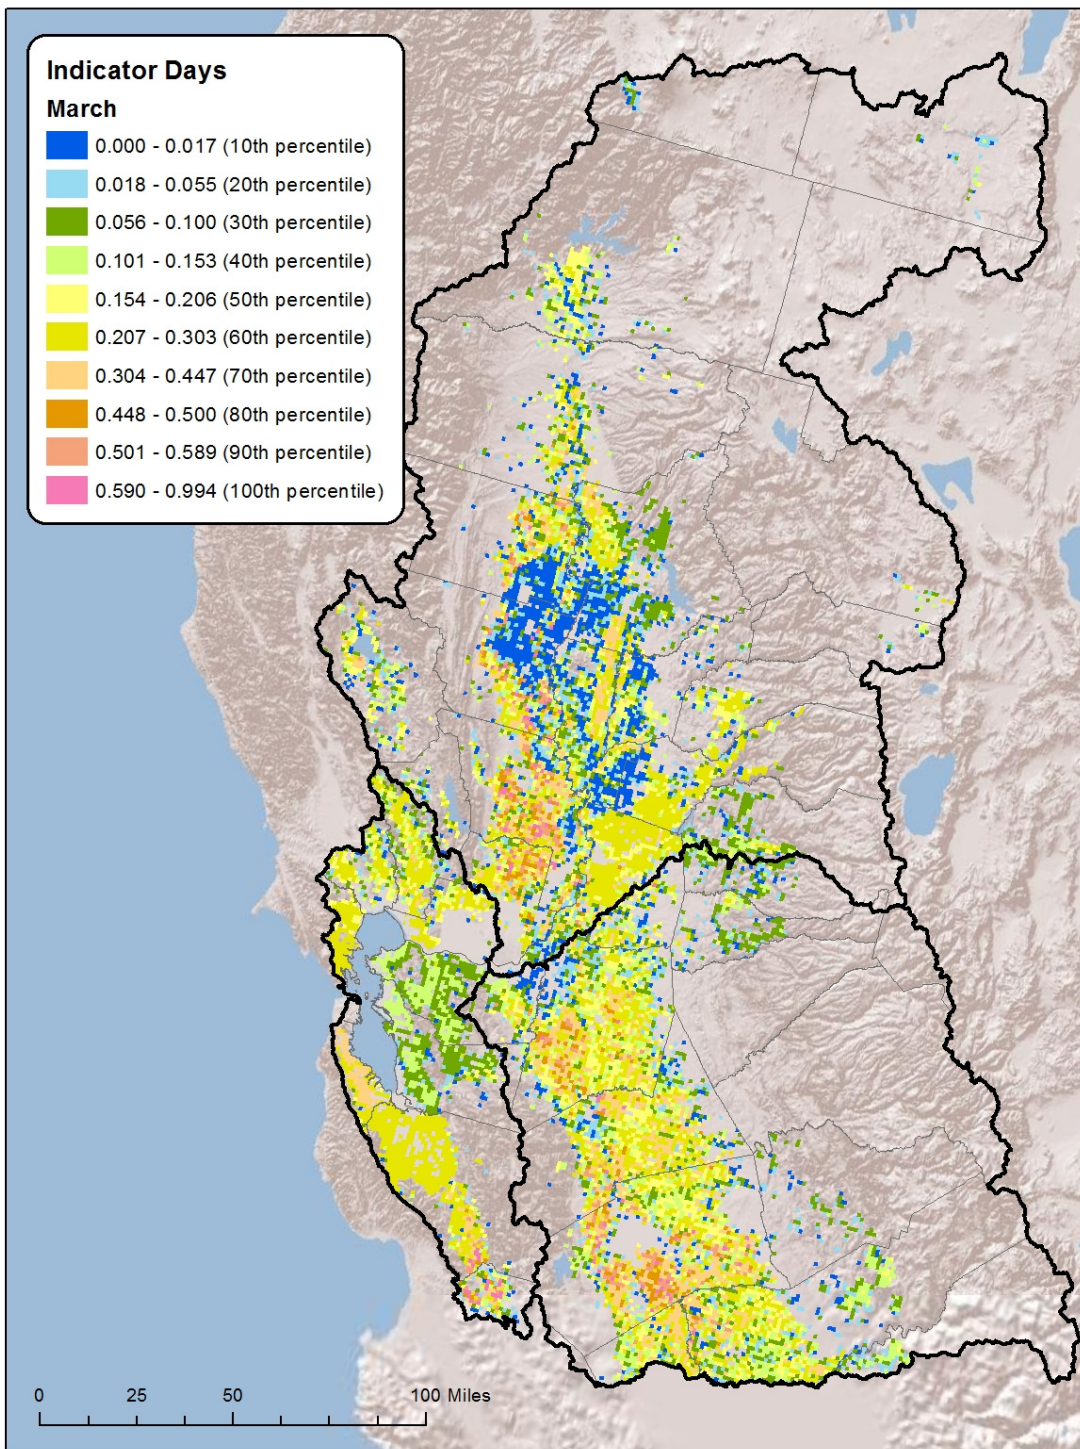 Indicator Days
March
0.000 - 0.017 (10th percentile)
0.018 - 0.055 (20th percentile)
0.056 - 0.100 (30th percentile)
0.101 - 0.153 (40th percentile)
0.154 - 0.206 (50th percentile)
0.207 - 0.303 (60th percentile)
0.304 - 0.447 (70th percentile)
0.448 - 0.500 (80th percentile)
0.501 - 0.589 (90th percentile)
0.590 - 0.994 (100th percentile)
0 25 50 100 Miles